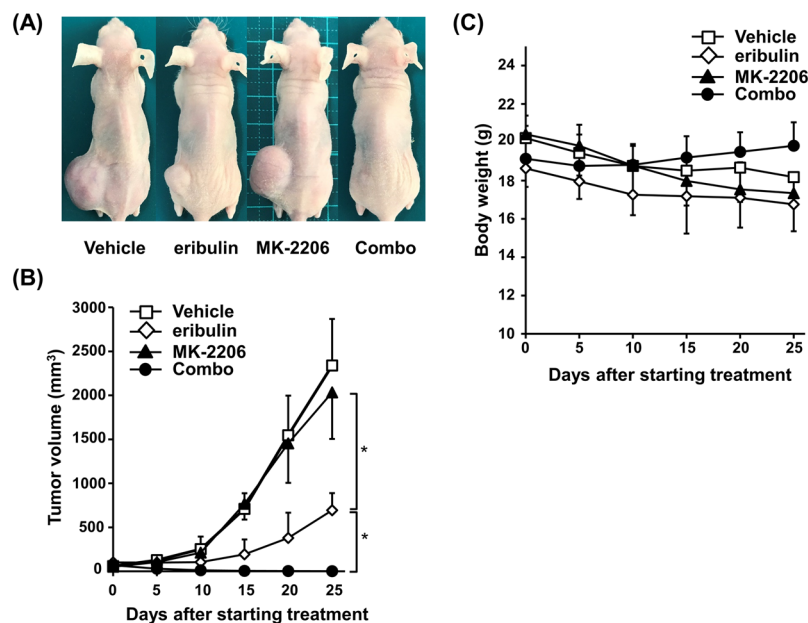 (A)
Vehicle eribulin MK-2206 Combo
(B)
Vehicle
eribulin
MK-2206
Combo
Tumor volume (mm³)
3000
2500
2000
1500
1000
500
0
0 5 10 15 20 25
Days after starting treatment
*
*
(C)
Vehicle
eribulin
MK-2206
Combo
Body weight (g)
24
22
20
18
16
14
12
10
0 5 10 15 20 25
Days after starting treatment